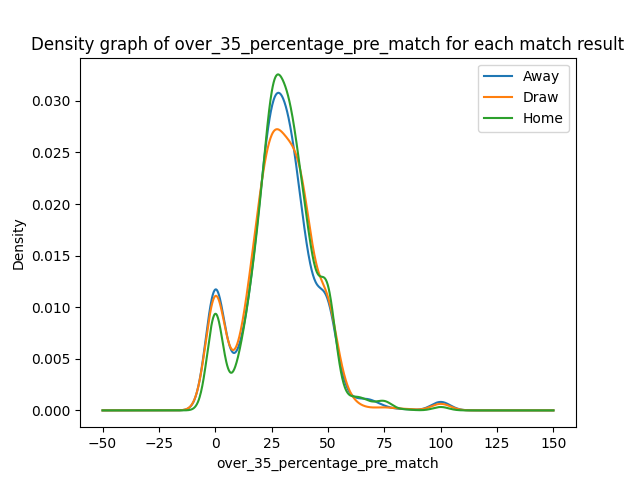 Density graph of over_35_percentage_pre_match for each match result
Away
Draw
Home
0.030
0.025
0.020
0.015
0.010
0.005
0.000
Density
−50
−25
0
25
50
75
100
125
150
over_35_percentage_pre_match